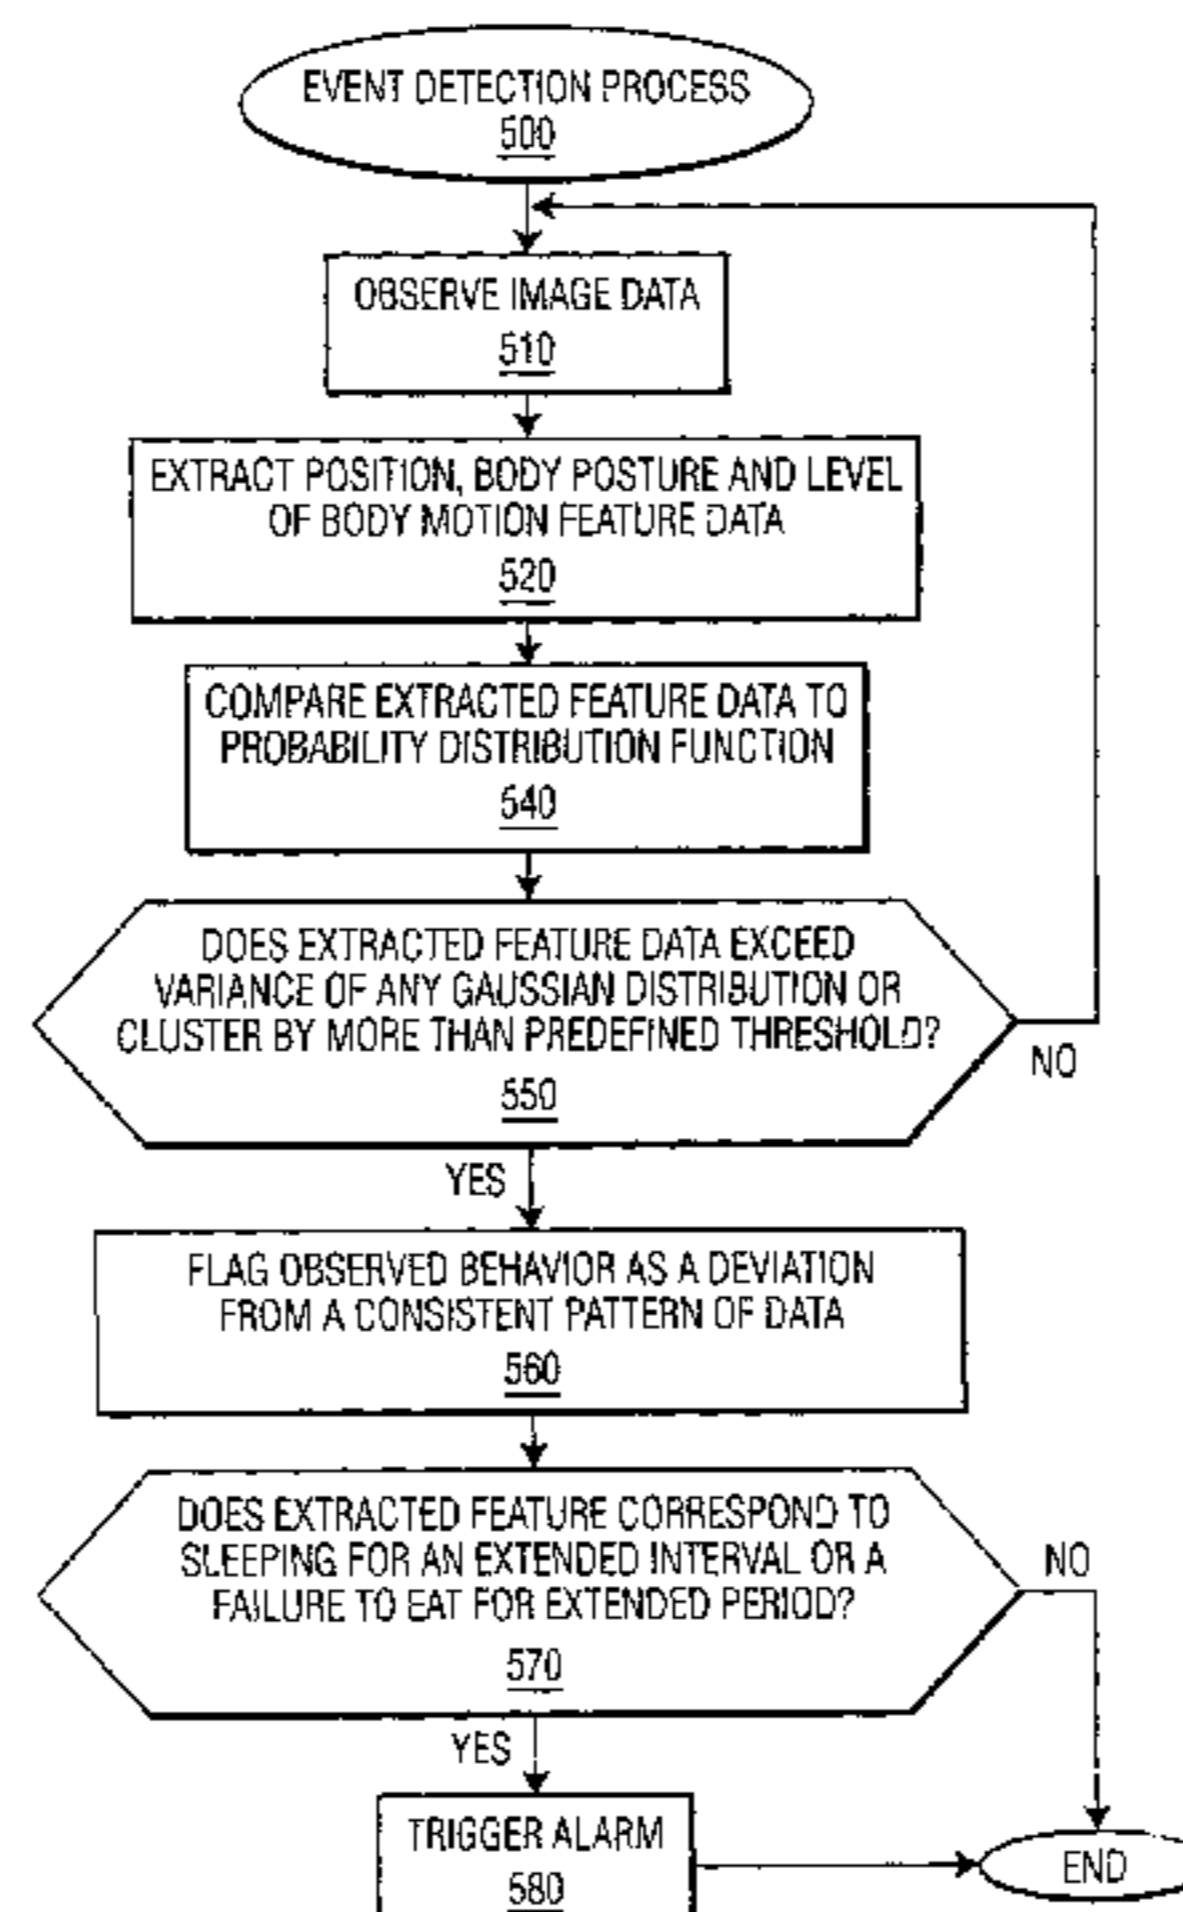 EVENT DETECTION PROCESS
500
OBSERVE IMAGE DATA
510
EXTRACT POSITION, BODY POSTURE AND LEVEL
OF BODY MOTION FEATURE DATA
520
COMPARE EXTRACTED FEATURE DATA TO
PROBABILITY DISTRIBUTION FUNCTION
540
DOES EXTRACTED FEATURE DATA EXCEED
VARIANCE OF ANY GAUSSIAN DISTRIBUTION OR
CLUSTER BY MORE THAN PREDEFINED THRESHOLD?
550
NO
YES
FLAG OBSERVED BEHAVIOR AS A DEVIATION
FROM A CONSISTENT PATTERN OF DATA
560
DOES EXTRACTED FEATURE CORRESPOND TO
SLEEPING FOR AN EXTENDED INTERVAL OR A
FAILURE TO EAT FOR EXTENDED PERIOD?
570
NO
YES
TRIGGER ALARM
580
END